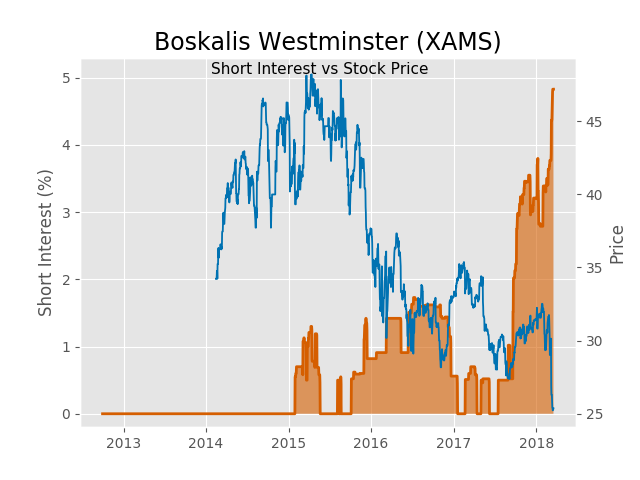 Boskalis Westminster (XAMS)
Short Interest vs Stock Price
Short Interest (%)
5
4
3
2
1
0
Price
45
40
35
30
25
2013 2014 2015 2016 2017 2018